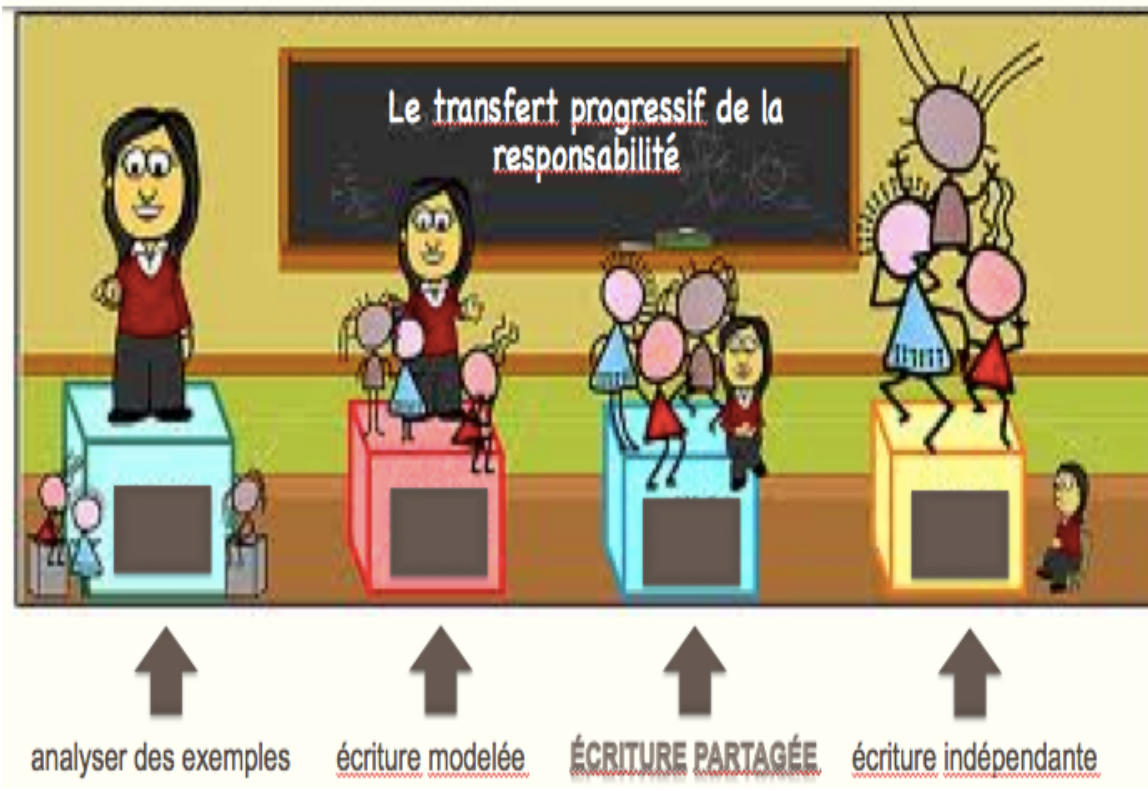 Le transfert progressif de la
responsabilité
analyser des exemples
écriture modelée
ÉCRITURE PARTAGÉE
écriture indépendante